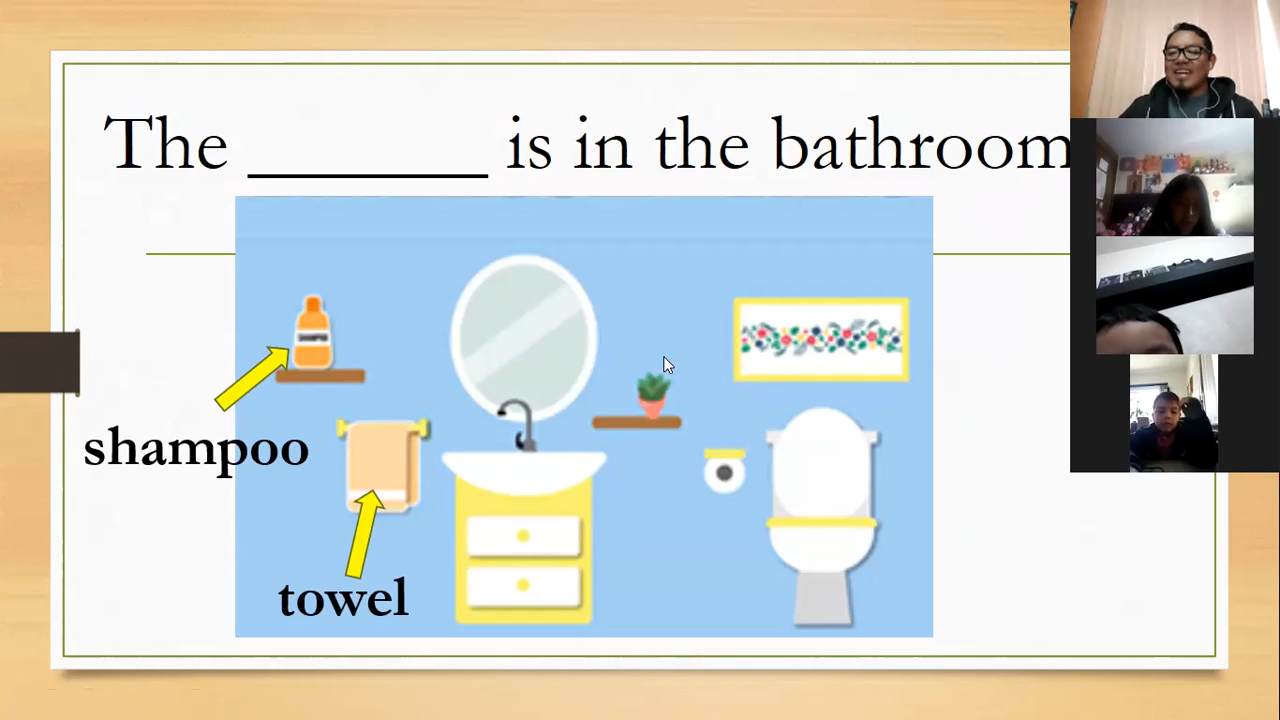 The _______ is in the bathroom
shampoo
towel